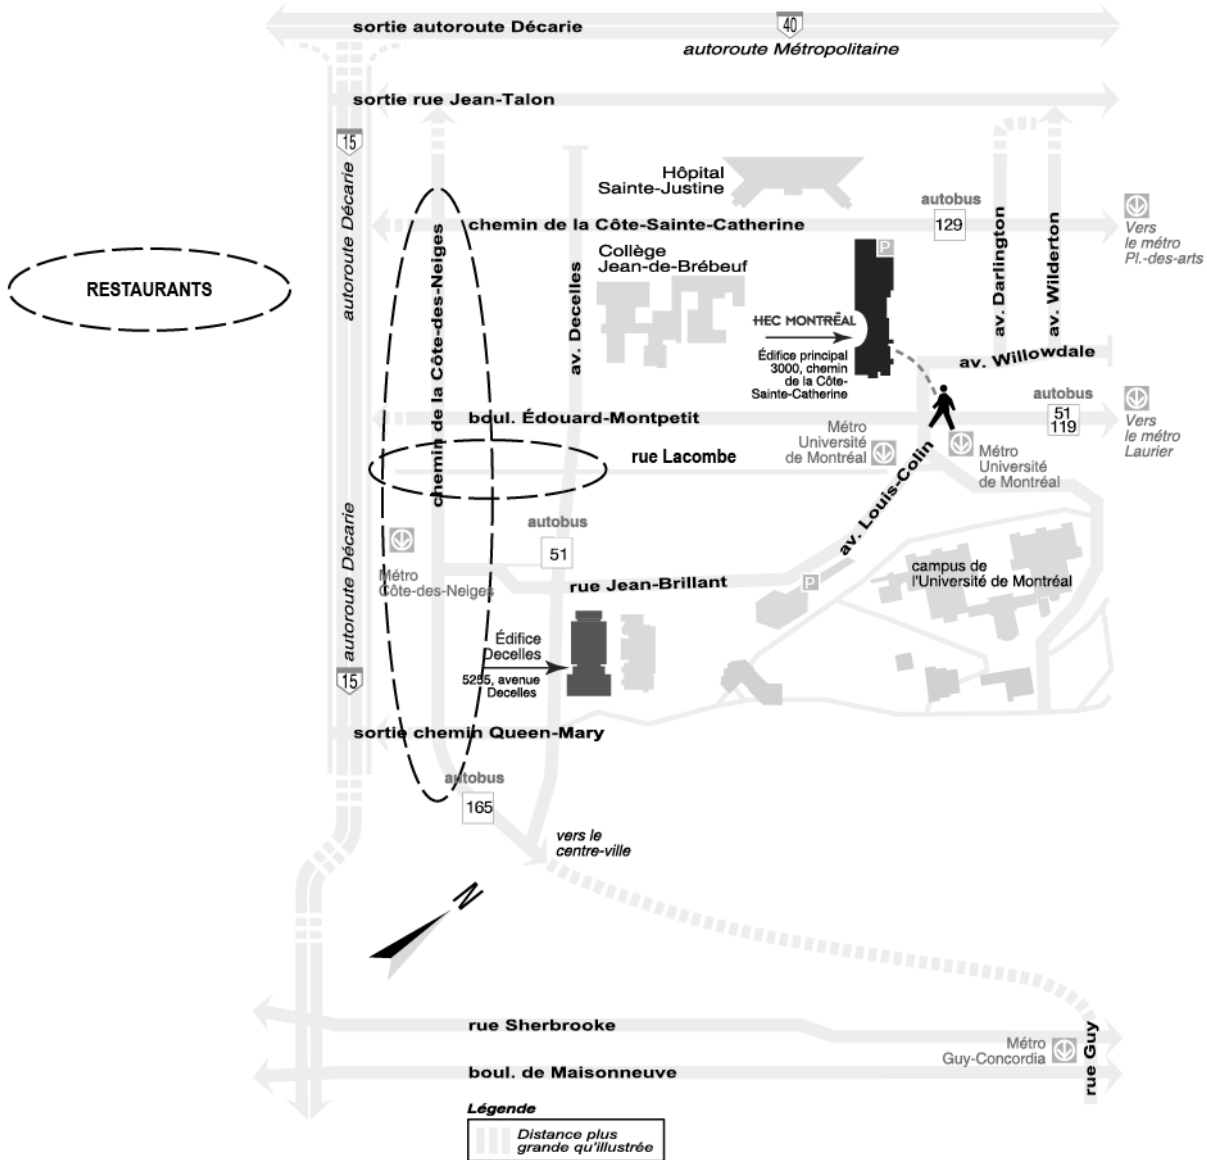 sortie autoroute Décarie
40
autoroute Métropolitaine
sortie rue Jean-Talon
15
autoroute Décarie
Hôpital
Sainte-Justine
autobus
129
chemin de la Côte-Sainte-Catherine
Vers
le métro
Pl.-des-arts
RESTAURANTS
chemin de la Côte-des-Neiges
av. Decelles
Collège
Jean-de-Brébeuf
P
av. Darlington
av. Wilderton
HEC MONTRÉAL
Édifice principal
3000, chemin
de la Côte-
Sainte-Catherine
av. Willowdale
autobus
51
119
Vers
le métro
Laurier
boul. Édouard-Montpetit
Métro
Université
de Montréal
rue Lacombe
Métro
Université
de Montréal
av. Louis-Colin
autoroute Décarie
autobus
51
Métro
Côte-des-Neiges
rue Jean-Brillant
P
campus de
l'Université de Montréal
Édifice
Decelles
5255, avenue
Decelles
15
sortie chemin Queen-Mary
autobus
165
vers le
centre-ville
N
rue Sherbrooke
Métro
Guy-Concordia
rue Guy
boul. de Maisonneuve
Légende
Distance plus
grande qu'illustrée